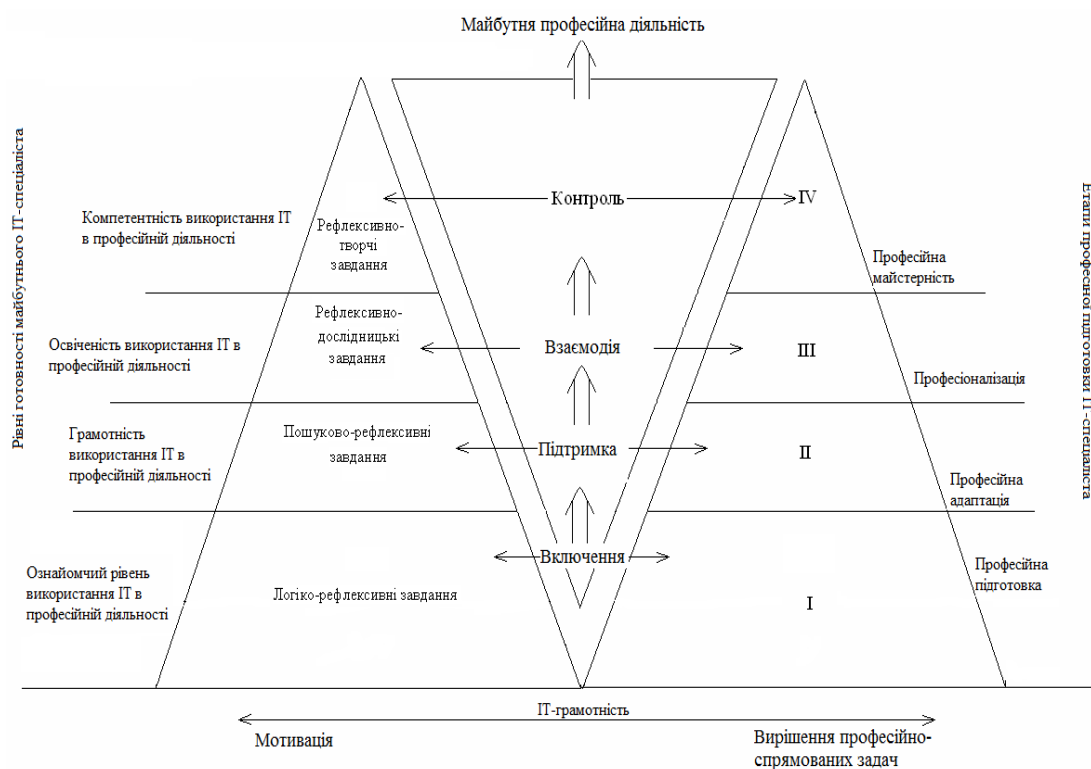 Майбутня професійна діяльність
Рівні готовності майбутнього ІТ-спеціаліста
Етапи професіної підготовки ІТ-спеціаліста
Компетентність використання ІТ
в професійній діяльності
Рефлексивно-
творчі
завдання
Контроль
IV
Професійна
майстерність
Освіченість використання ІТ в
професійній діяльності
Рефлексивно-
дослідницькі
завдання
Взаємодія
III
Професіоналізація
Грамотність
використання ІТ в
професійній діяльності
Пошуково-рефлексивні
завдання
Підтримка
II
Професійна
адаптація
Ознайомчий рівень
використання ІТ в
професійній діяльності
Логіко-рефлексивні завдання
Включення
I
Професійна
підготовка
ІТ-грамотність
Мотивація
Вирішення професійно-
спрямованих задач